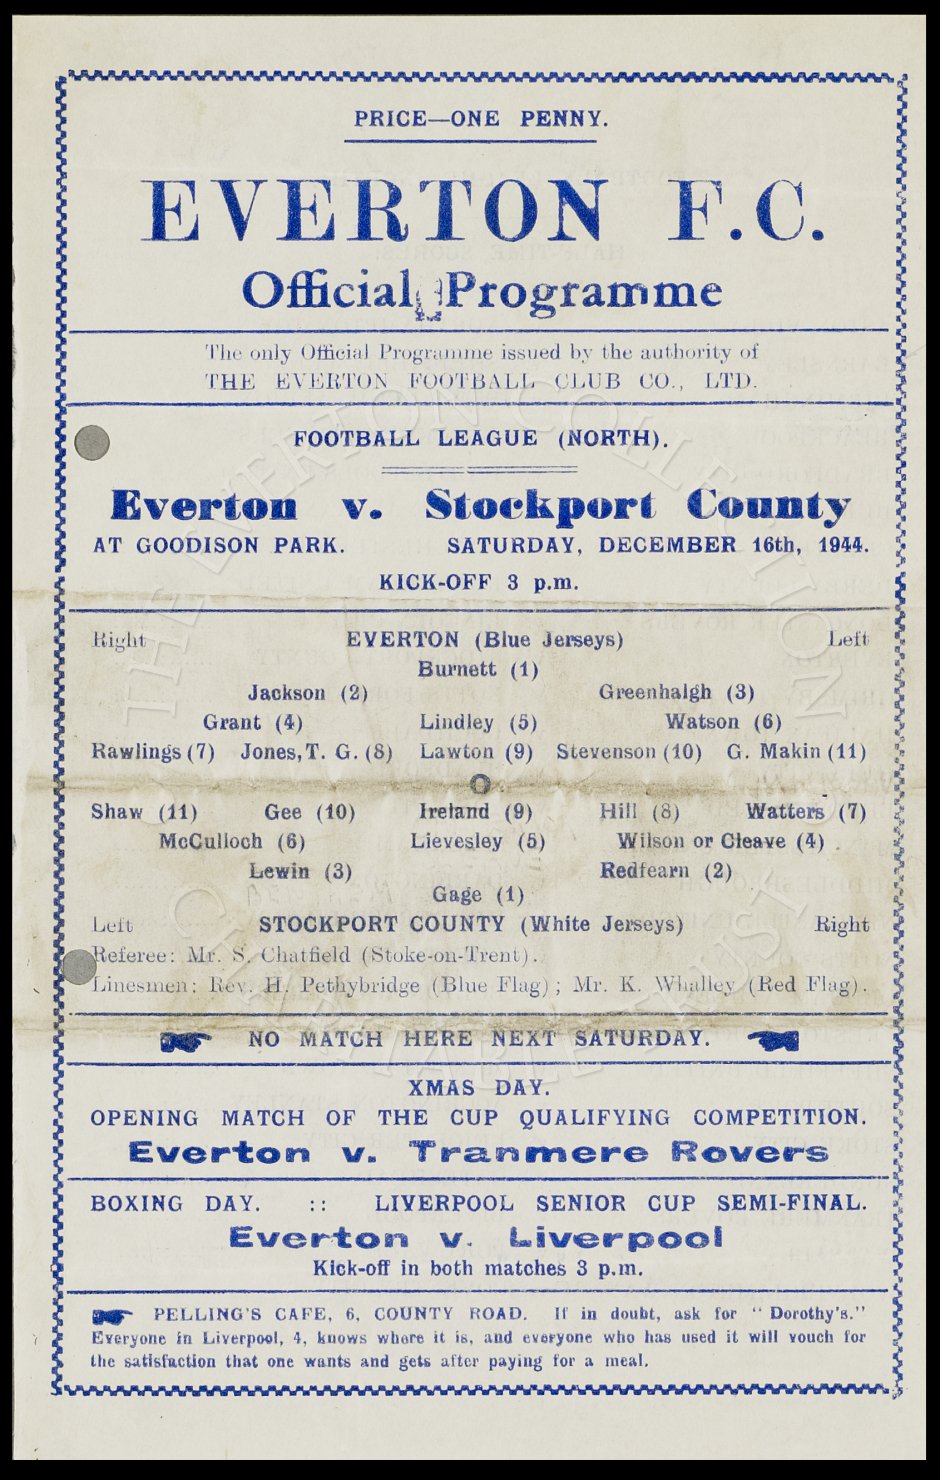 PRICE—ONE PENNY.
EVERTON F.C.
Official Programme
The only Official Programme issued by the authority of
THE EVERTON FOOTBALL CLUB CO., LTD.
FOOTBALL LEAGUE (NORTH).
Everton v. Stockport County
AT GOODISON PARK. SATURDAY, DECEMBER 16th, 1944.
KICK-OFF 3 p.m.
Right EVERTON (Blue Jerseys) Left
Burnett (1)
Jackson (2) Greenhalgh (3)
Grant (4) Lindley (5) Watson (6)
Rawlings (7) Jones, T. G. (8) Lawton (9) Stevenson (10) G. Makin (11)
O
Shaw (11) Gee (10) Ireland (9) Hill (8) Watters (7)
McCulloch (6) Lievesley (5) Wilson or Cleave (4)
Lewin (3) Redfearn (2)
Gage (1)
Left STOCKPORT COUNTY (White Jerseys) Right
Referee: Mr. S. Chatfield (Stoke-on-Trent).
Linesmen: Rev. H. Pethybridge (Blue Flag); Mr. K. Whalley (Red Flag).
NO MATCH HERE NEXT SATURDAY.
XMAS DAY.
OPENING MATCH OF THE CUP QUALIFYING COMPETITION.
Everton v. Tranmere Rovers
BOXING DAY. :: LIVERPOOL SENIOR CUP SEMI-FINAL.
Everton v. Liverpool
Kick-off in both matches 3 p.m.
PELLING'S CAFE, 6, COUNTY ROAD. If in doubt, ask for "Dorothy's."
Everyone in Liverpool, 4, knows where it is, and everyone who has used it will vouch for
the satisfaction that one wants and gets after paying for a meal.
THE EVERTON COLLECTION
CHARITABLE TRUST